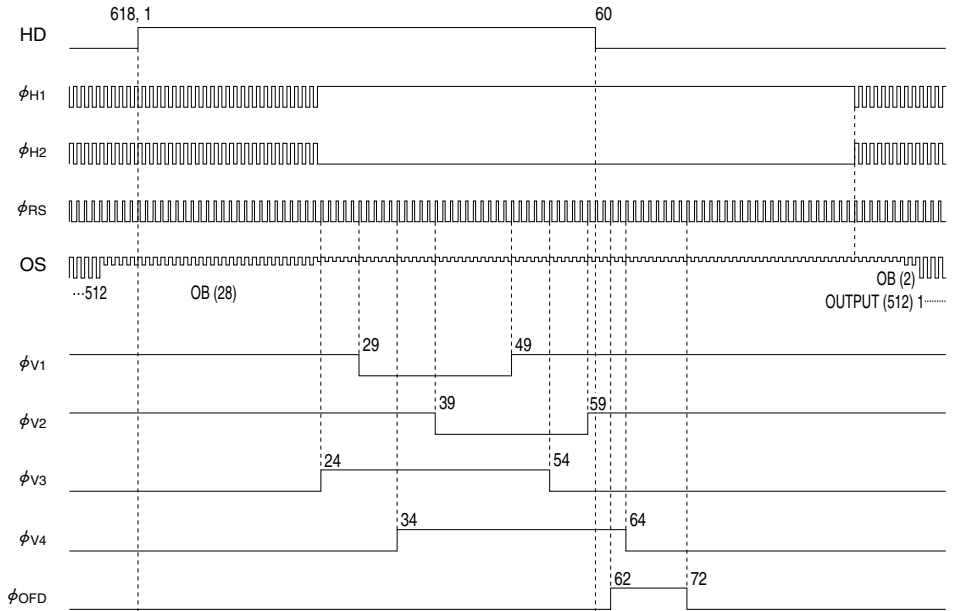 618, 1 60
HD
ϕH1
ϕH2
ϕRS
OS
···512 OB (28) OB (2)
OUTPUT (512) 1·········
29 49
ϕV1
39 59
ϕV2
24 54
ϕV3
34 64
ϕV4
62 72
ϕOFD